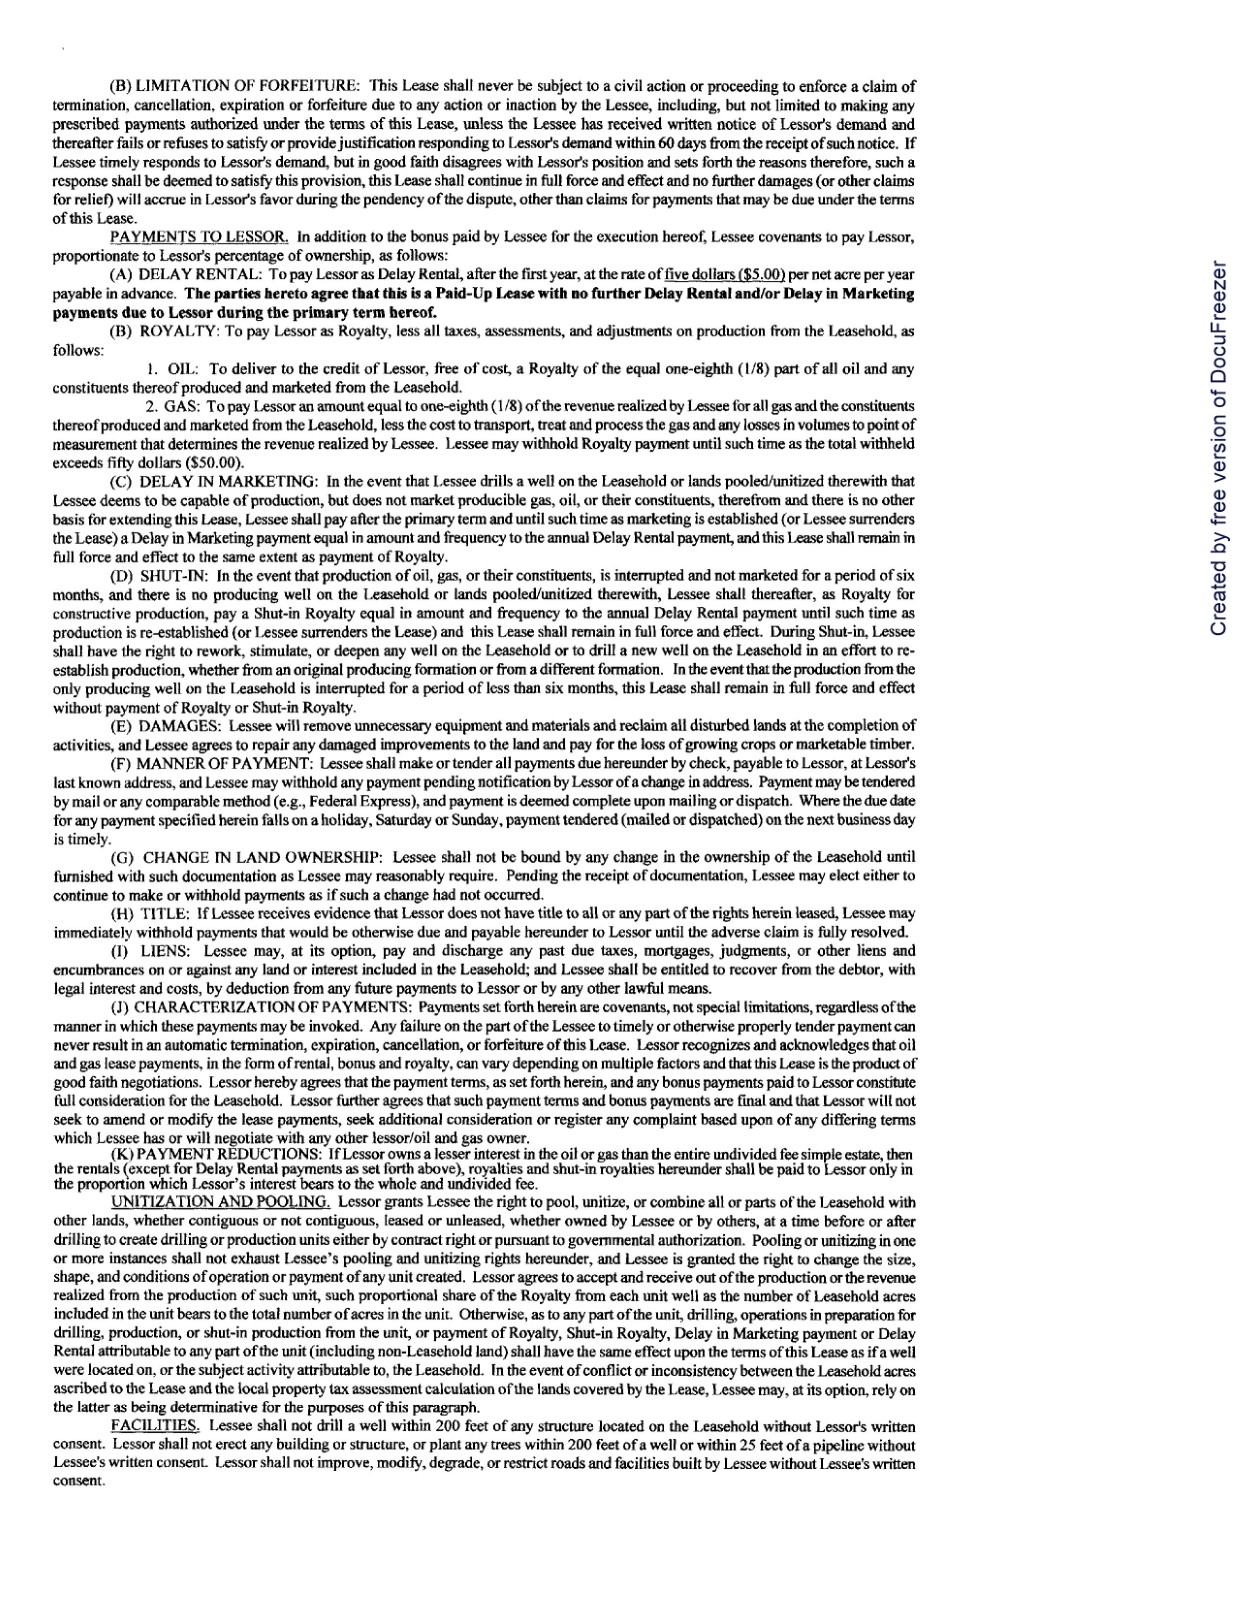 (B) LIMITATION OF FORFEITURE: This Lease shall never be subject to a civil action or proceeding to enforce a claim of
termination, cancellation, expiration or forfeiture due to any action or inaction by the Lessee, including, but not limited to making any
prescribed payments authorized under the terms of this Lease, unless the Lessee has received written notice of Lessor's demand and
thereafter fails or refuses to satisfy or provide justification responding to Lessor's demand within 60 days from the receipt of such notice. If
Lessee timely responds to Lessor's demand, but in good faith disagrees with Lessor's position and sets forth the reasons therefore, such a
response shall be deemed to satisfy this provision, this Lease shall continue in full force and effect and no further damages (or other claims
for relief) will accrue in Lessor's favor during the pendency of the dispute, other than claims for payments that may be due under the terms
of this Lease.
PAYMENTS TO LESSOR. In addition to the bonus paid by Lessee for the execution hereof, Lessee covenants to pay Lessor,
proportionate to Lessor's percentage of ownership, as follows:
(A) DELAY RENTAL: To pay Lessor as Delay Rental, after the first year, at the rate of five dollars ($5.00) per net acre per year
payable in advance. The parties hereto agree that this is a Paid-Up Lease with no further Delay Rental and/or Delay in Marketing
payments due to Lessor during the primary term hereof.
(B) ROYALTY: To pay Lessor as Royalty, less all taxes, assessments, and adjustments on production from the Leasehold, as
follows:
1. OIL: To deliver to the credit of Lessor, free of cost, a Royalty of the equal one-eighth (1/8) part of all oil and any
constituents thereof produced and marketed from the Leasehold.
2. GAS: To pay Lessor an amount equal to one-eighth (1/8) of the revenue realized by Lessee for all gas and the constituents
thereof produced and marketed from the Leasehold, less the cost to transport, treat and process the gas and any losses in volumes to point of
measurement that determines the revenue realized by Lessee. Lessee may withhold Royalty payment until such time as the total withheld
exceeds fifty dollars ($50.00).
(C) DELAY IN MARKETING: In the event that Lessee drills a well on the Leasehold or lands pooled/unitized therewith that
Lessee deems to be capable of production, but does not market producible gas, oil, or their constituents, therefrom and there is no other
basis for extending this Lease, Lessee shall pay after the primary term and until such time as marketing is established (or Lessee surrenders
the Lease) a Delay in Marketing payment equal in amount and frequency to the annual Delay Rental payment, and this Lease shall remain in
full force and effect to the same extent as payment of Royalty.
(D) SHUT-IN: In the event that production of oil, gas, or their constituents, is interrupted and not marketed for a period of six
months, and there is no producing well on the Leasehold or lands pooled/unitized therewith, Lessee shall thereafter, as Royalty for
constructive production, pay a Shut-in Royalty equal in amount and frequency to the annual Delay Rental payment until such time as
production is re-established (or Lessee surrenders the Lease) and this Lease shall remain in full force and effect. During Shut-in, Lessee
shall have the right to rework, stimulate, or deepen any well on the Leasehold or to drill a new well on the Leasehold in an effort to re-
establish production, whether from an original producing formation or from a different formation. In the event that the production from the
only producing well on the Leasehold is interrupted for a period of less than six months, this Lease shall remain in full force and effect
without payment of Royalty or Shut-in Royalty.
(E) DAMAGES: Lessee will remove unnecessary equipment and materials and reclaim all disturbed lands at the completion of
activities, and Lessee agrees to repair any damaged improvements to the land and pay for the loss of growing crops or marketable timber.
(F) MANNER OF PAYMENT: Lessee shall make or tender all payments due hereunder by check, payable to Lessor, at Lessor's
last known address, and Lessee may withhold any payment pending notification by Lessor of a change in address. Payment may be tendered
by mail or any comparable method (e.g., Federal Express), and payment is deemed complete upon mailing or dispatch. Where the due date
for any payment specified herein falls on a holiday, Saturday or Sunday, payment tendered (mailed or dispatched) on the next business day
is timely.
(G) CHANGE IN LAND OWNERSHIP: Lessee shall not be bound by any change in the ownership of the Leasehold until
furnished with such documentation as Lessee may reasonably require. Pending the receipt of documentation, Lessee may elect either to
continue to make or withhold payments as if such a change had not occurred.
(H) TITLE: If Lessee receives evidence that Lessor does not have title to all or any part of the rights herein leased, Lessee may
immediately withhold payments that would be otherwise due and payable hereunder to Lessor until the adverse claim is fully resolved.
(I) LIENS: Lessee may, at its option, pay and discharge any past due taxes, mortgages, judgments, or other liens and
encumbrances on or against any land or interest included in the Leasehold; and Lessee shall be entitled to recover from the debtor, with
legal interest and costs, by deduction from any future payments to Lessor or by any other lawful means.
(J) CHARACTERIZATION OF PAYMENTS: Payments set forth herein are covenants, not special limitations, regardless of the
manner in which these payments may be invoked. Any failure on the part of the Lessee to timely or otherwise properly tender payment can
never result in an automatic termination, expiration, cancellation, or forfeiture of this Lease. Lessor recognizes and acknowledges that oil
and gas lease payments, in the form of rental, bonus and royalty, can vary depending on multiple factors and that this Lease is the product of
good faith negotiations. Lessor hereby agrees that the payment terms, as set forth herein, and any bonus payments paid to Lessor constitute
full consideration for the Leasehold. Lessor further agrees that such payment terms and bonus payments are final and that Lessor will not
seek to amend or modify the lease payments, seek additional consideration or register any complaint based upon of any differing terms
which Lessee has or will negotiate with any other lessor/oil and gas owner.
(K) PAYMENT REDUCTIONS: If Lessor owns a lesser interest in the oil or gas than the entire undivided fee simple estate, then
the rentals (except for Delay Rental payments as set forth above), royalties and shut-in royalties hereunder shall be paid to Lessor only in
the proportion which Lessor's interest bears to the whole and undivided fee.
UNITIZATION AND POOLING. Lessor grants Lessee the right to pool, unitize, or combine all or parts of the Leasehold with
other lands, whether contiguous or not contiguous, leased or unleased, whether owned by Lessee or by others, at a time before or after
drilling to create drilling or production units either by contract right or pursuant to governmental authorization. Pooling or unitizing in one
or more instances shall not exhaust Lessee's pooling and unitizing rights hereunder, and Lessee is granted the right to change the size,
shape, and conditions of operation or payment of any unit created. Lessor agrees to accept and receive out of the production or the revenue
realized from the production of such unit, such proportional share of the Royalty from each unit well as the number of Leasehold acres
included in the unit bears to the total number of acres in the unit. Otherwise, as to any part of the unit, drilling, operations in preparation for
drilling, production, or shut-in production from the unit, or payment of Royalty, Shut-in Royalty, Delay in Marketing payment or Delay
Rental attributable to any part of the unit (including non-Leasehold land) shall have the same effect upon the terms of this Lease as if a well
were located on, or the subject activity attributable to, the Leasehold. In the event of conflict or inconsistency between the Leasehold acres
ascribed to the Lease and the local property tax assessment calculation of the lands covered by the Lease, Lessee may, at its option, rely on
the latter as being determinative for the purposes of this paragraph.
FACILITIES. Lessee shall not drill a well within 200 feet of any structure located on the Leasehold without Lessor's written
consent. Lessor shall not erect any building or structure, or plant any trees within 200 feet of a well or within 25 feet of a pipeline without
Lessee's written consent. Lessor shall not improve, modify, degrade, or restrict roads and facilities built by Lessee without Lessee's written
consent.
Created by free version of DocuFreezer